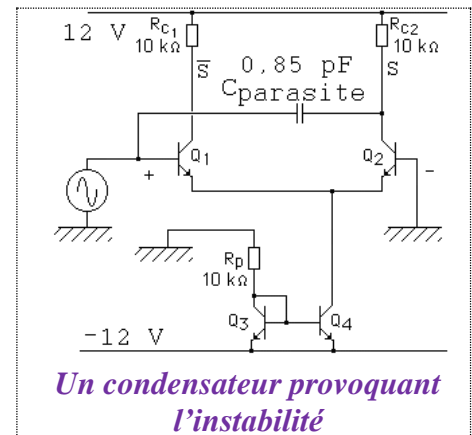 12 V
Rc1
10 kΩ
Rc2
10 kΩ
S̅
0,85 pF
S
Cparasite
Q1
Q2
+
-
Rp
10 kΩ
Q3
Q4
-12 V
Un condensateur provoquant
l’instabilité